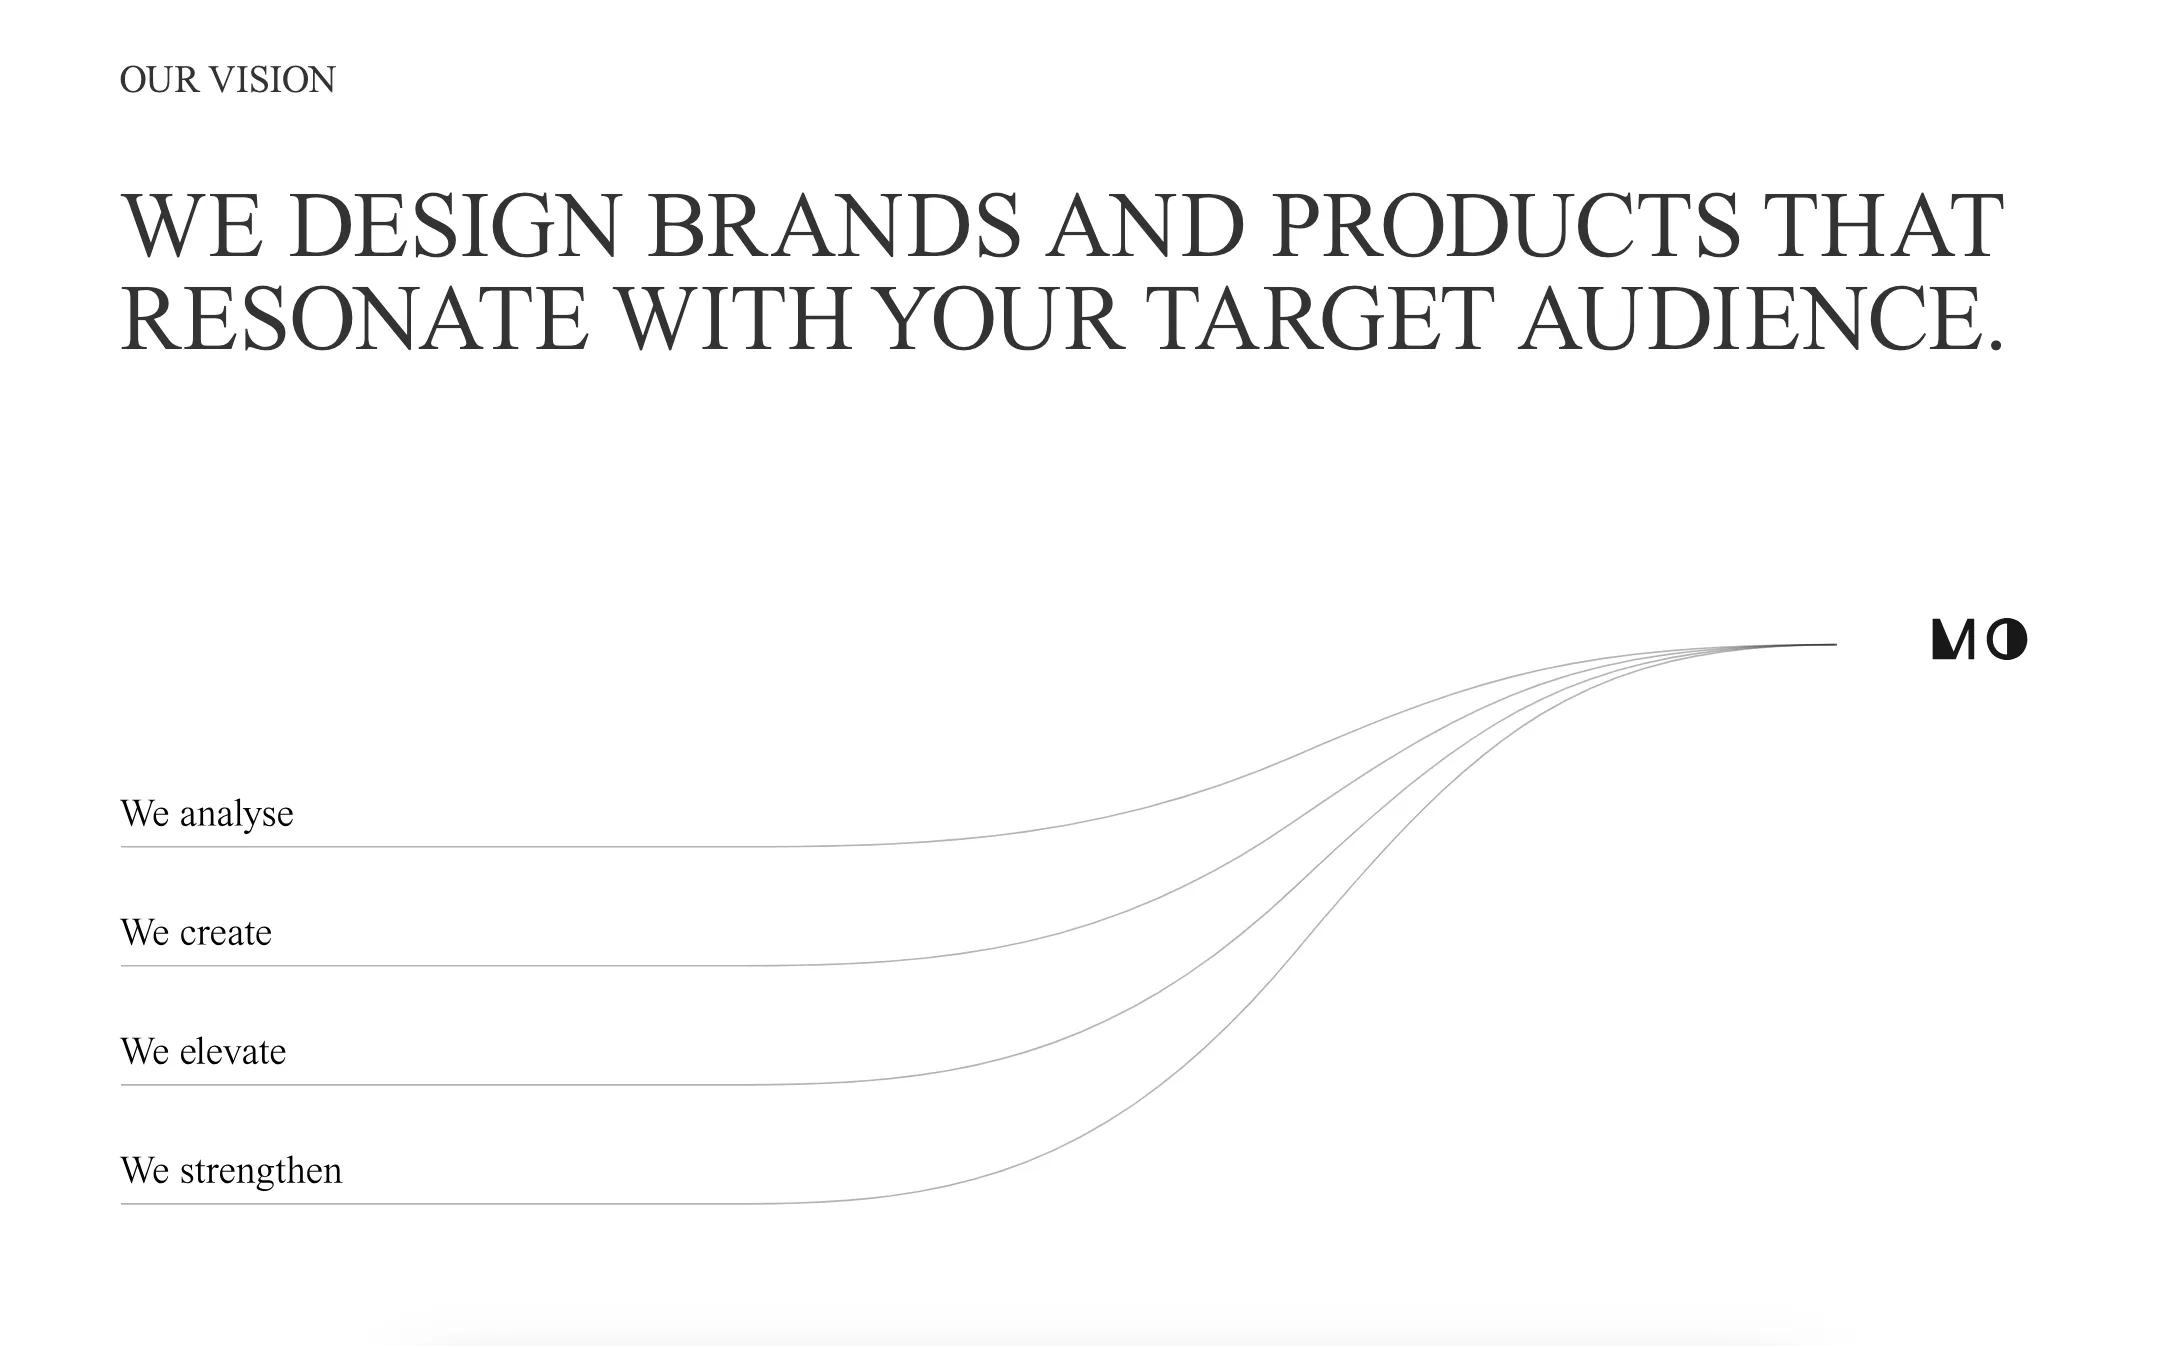 OUR VISION
WE DESIGN BRANDS AND PRODUCTS THAT
RESONATE WITH YOUR TARGET AUDIENCE.
MO
We analyse
We create
We elevate
We strengthen